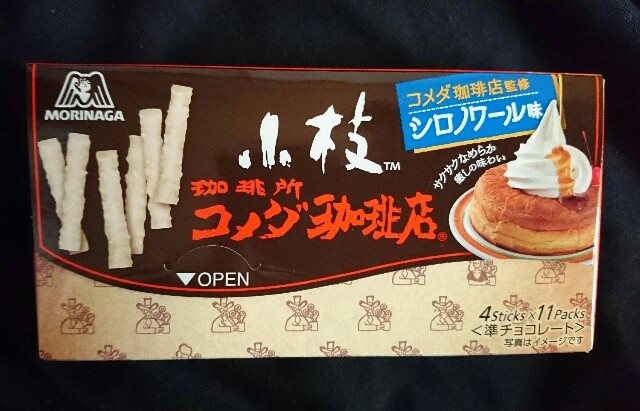 MORINAGA
小枝™
コメダ珈琲店監修
シロノワール味
サクサクなめらか
癒しの味わい
珈琲所
コメダ珈琲店®
▼OPEN
4Sticks×11Packs
<準チョコレート>
写真はイメージです